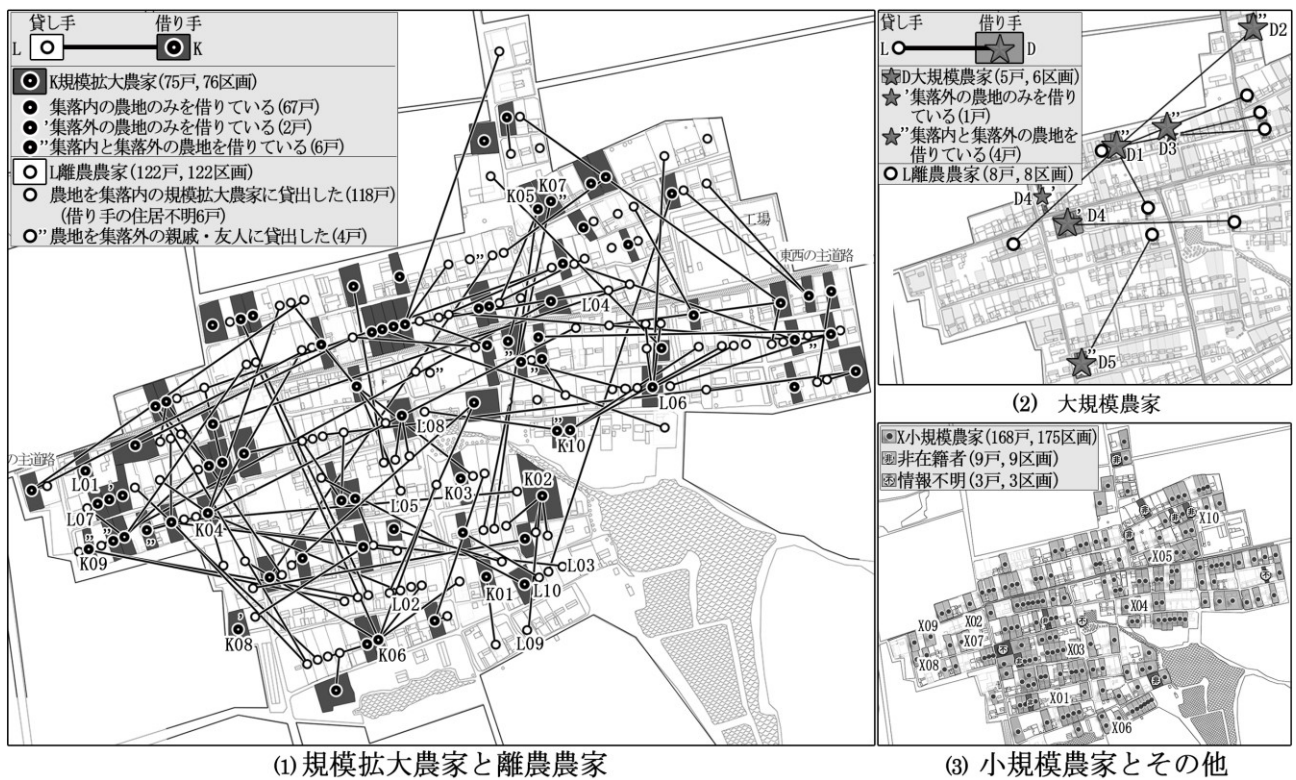 貸し手 借り手
L K
K規模拡大農家(75戸, 76区画)
集落内の農地のみを借りている(67戸)
' 集落外の農地のみを借りている(2戸)
'' 集落内と集落外の農地を借りている(6戸)
L離農農家(122戸, 122区画)
農地を集落内の規模拡大農家に貸出した(118戸)
(借り手の住居不明6戸)
'' 農地を集落外の親戚・友人に貸出した(4戸)
K07
K05
工場
東西の主道路
L04
L06
L08
K10
の主道路
L01
L07
K04
L05
K03
K02
K09
L03
L10
K01
L02
L09
K08
K06
(1) 規模拡大農家と離農農家
貸し手 借り手
L D
D大規模農家(5戸, 6区画)
' 集落外の農地のみを借り
ている(1戸)
'' 集落内と集落外の農地を
借りている(4戸)
L離農農家(8戸, 8区画)
D2
D3
D1
D4
D4
D5
(2) 大規模農家
X小規模農家(168戸, 175区画)
非 非在籍者(9戸, 9区画)
不 情報不明(3戸, 3区画)
X10
X05
X04
X09
X02
X07
X08
X03
X01
X06
(3) 小規模農家とその他